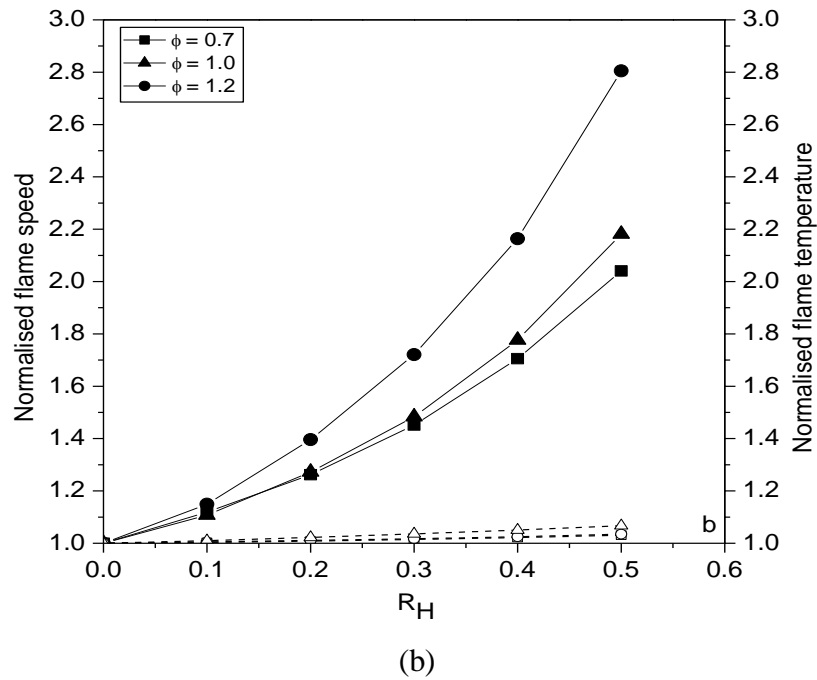 3.0
2.8
2.6
2.4
2.2
2.0
1.8
1.6
1.4
1.2
1.0
Normalised flame speed
ϕ = 0.7
ϕ = 1.0
ϕ = 1.2
b
3.0
2.8
2.6
2.4
2.2
2.0
1.8
1.6
1.4
1.2
1.0
Normalised flame temperature
0.0 0.1 0.2 0.3 0.4 0.5 0.6
R_H
(b)